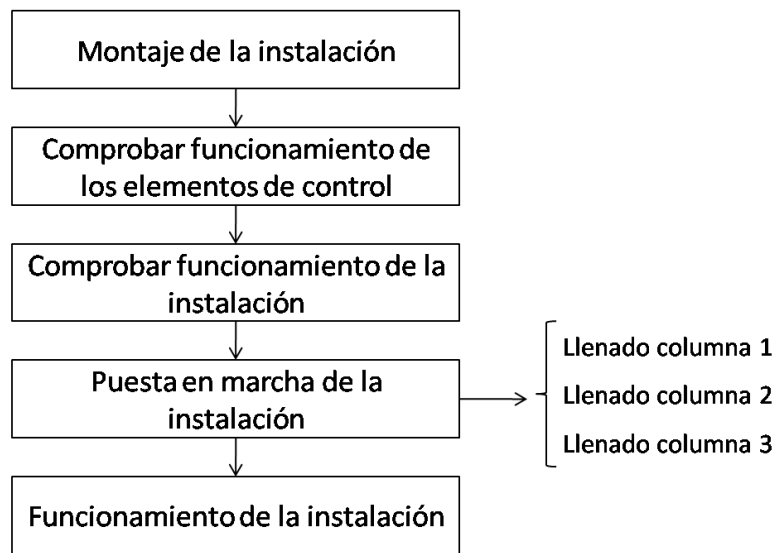 Montaje de la instalación
Comprobar funcionamiento de
los elementos de control
Comprobar funcionamiento de la
instalación
Puesta en marcha de la
instalación
Llenado columna 1
Llenado columna 2
Llenado columna 3
Funcionamiento de la instalación